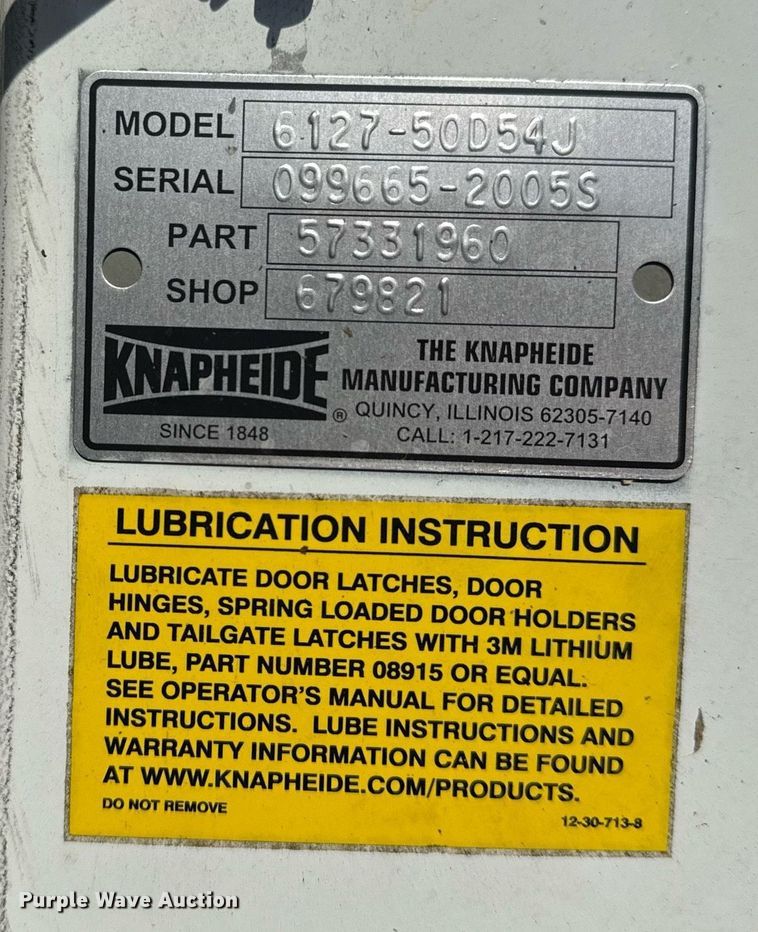 MODEL 6127-50D54J
SERIAL 099665-2005S
PART 57331960
SHOP 679821
KNAPHEIDE ®
SINCE 1848
THE KNAPHEIDE
MANUFACTURING COMPANY
QUINCY, ILLINOIS 62305-7140
CALL: 1-217-222-7131
LUBRICATION INSTRUCTION
LUBRICATE DOOR LATCHES, DOOR
HINGES, SPRING LOADED DOOR HOLDERS
AND TAILGATE LATCHES WITH 3M LITHIUM
LUBE, PART NUMBER 08915 OR EQUAL.
SEE OPERATOR'S MANUAL FOR DETAILED
INSTRUCTIONS. LUBE INSTRUCTIONS AND
WARRANTY INFORMATION CAN BE FOUND
AT WWW.KNAPHEIDE.COM/PRODUCTS.
DO NOT REMOVE
12-30-713-8
Purple Wave Auction